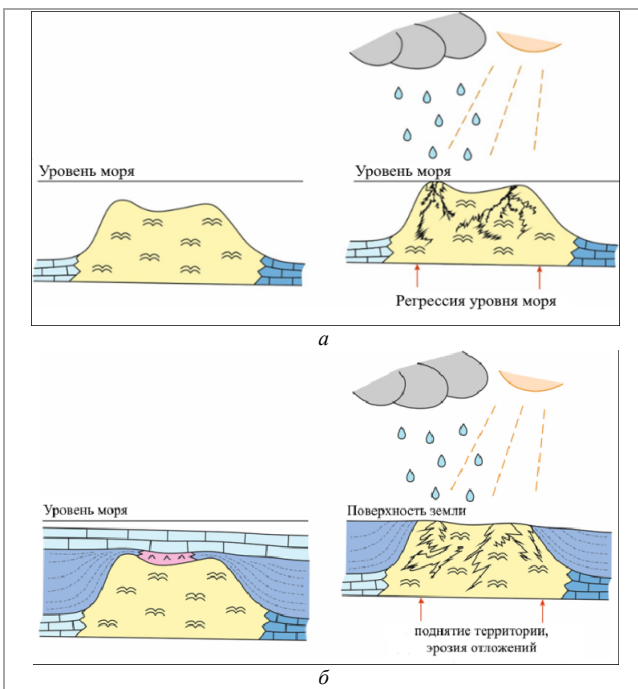 Уровень моря
Уровень моря
Регрессия уровня моря
а
Уровень моря
Поверхность земли
поднятие территории,
эрозия отложений
б